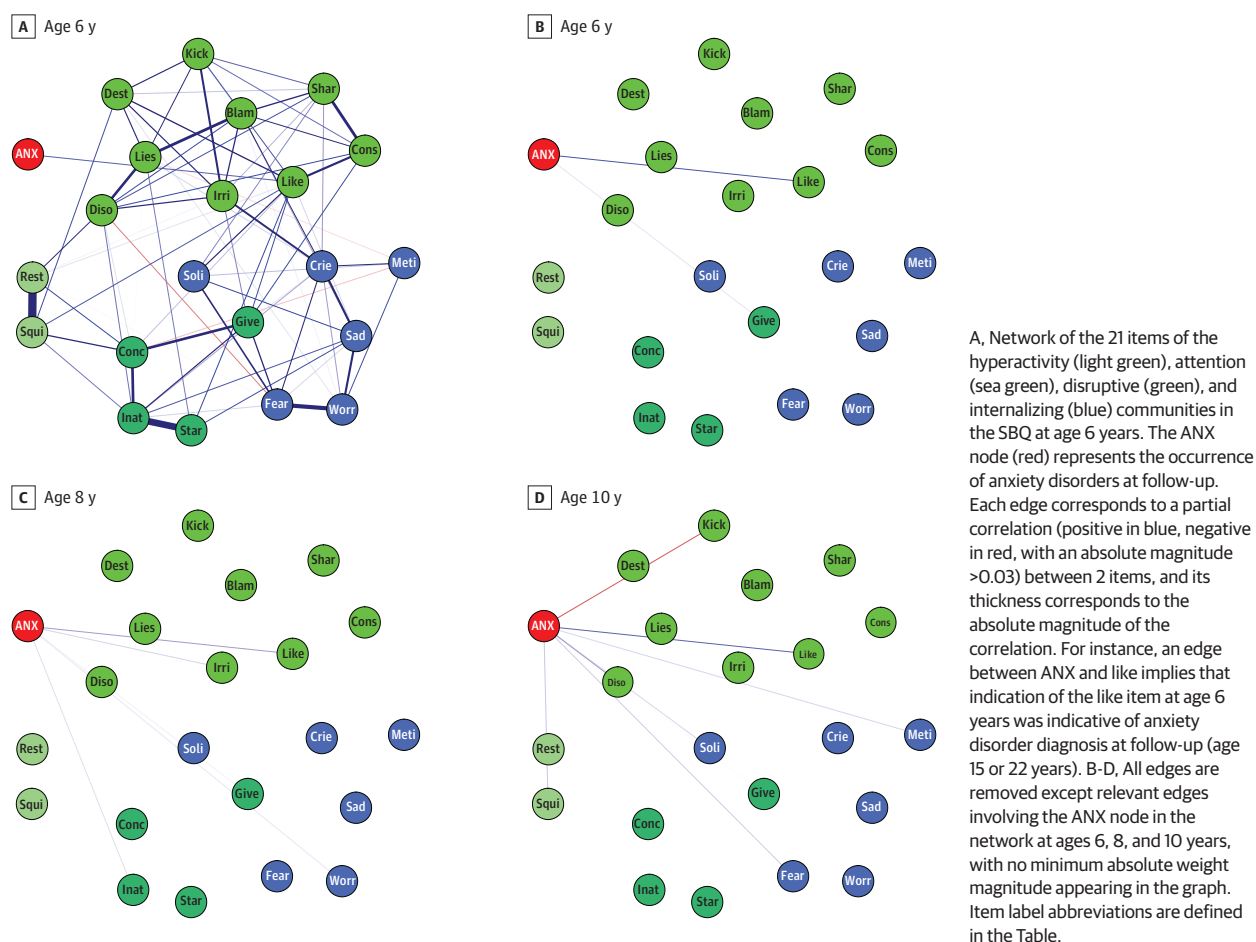 A Age 6 y
Kick
Dest
Shar
Blam
ANX
Lies
Cons
Like
Diso
Irri
Rest
Soli
Crie
Meti
Squi
Give
Conc
Sad
Inat
Star
Fear
Worr
B Age 6 y
Kick
Dest
Shar
Blam
ANX
Lies
Cons
Like
Diso
Irri
Rest
Soli
Crie
Meti
Squi
Give
Conc
Sad
Inat
Star
Fear
Worr
C Age 8 y
Kick
Dest
Shar
Blam
ANX
Lies
Cons
Like
Diso
Irri
Rest
Soli
Crie
Meti
Squi
Give
Conc
Sad
Inat
Star
Fear
Worr
D Age 10 y
Kick
Dest
Shar
Blam
ANX
Lies
Cons
Like
Diso
Irri
Rest
Soli
Crie
Meti
Squi
Give
Conc
Sad
Inat
Star
Fear
Worr
A, Network of the 21 items of the
hyperactivity (light green), attention
(sea green), disruptive (green), and
internalizing (blue) communities in
the SBQ at age 6 years. The ANX
node (red) represents the occurrence
of anxiety disorders at follow-up.
Each edge corresponds to a partial
correlation (positive in blue, negative
in red, with an absolute magnitude
>0.03) between 2 items, and its
thickness corresponds to the
absolute magnitude of the
correlation. For instance, an edge
between ANX and like implies that
indication of the like item at age 6
years was indicative of anxiety
disorder diagnosis at follow-up (age
15 or 22 years). B-D, All edges are
removed except relevant edges
involving the ANX node in the
network at ages 6, 8, and 10 years,
with no minimum absolute weight
magnitude appearing in the graph.
Item label abbreviations are defined
in the Table.